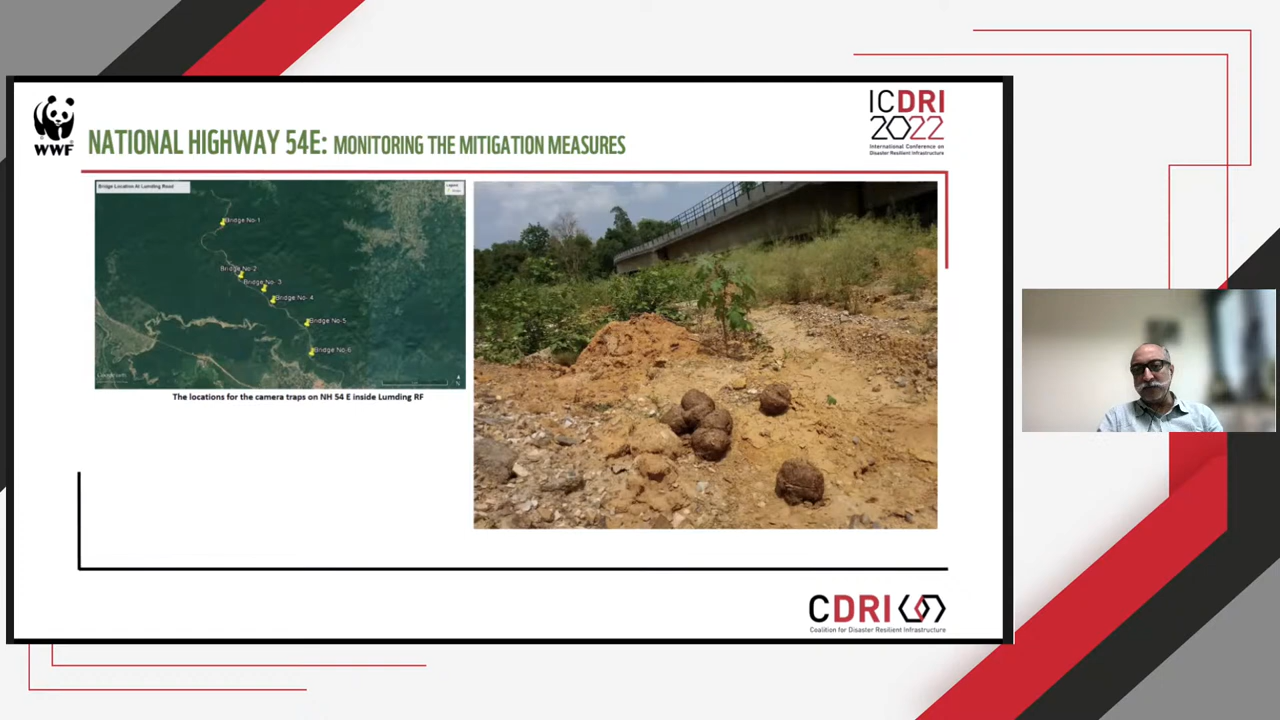 WWF
NATIONAL HIGHWAY 54E: MONITORING THE MITIGATION MEASURES
ICDRI
2022
International Conference on
Disaster Resilient Infrastructure
Bridge Location At Lumding Road
Legend
Bridge No-1
Bridge No-2
Bridge No- 3
Bridge No- 4
Bridge No-5
Bridge No-6
The locations for the camera traps on NH 54 E inside Lumding RF
CDRI
Coalition for Disaster Resilient Infrastructure